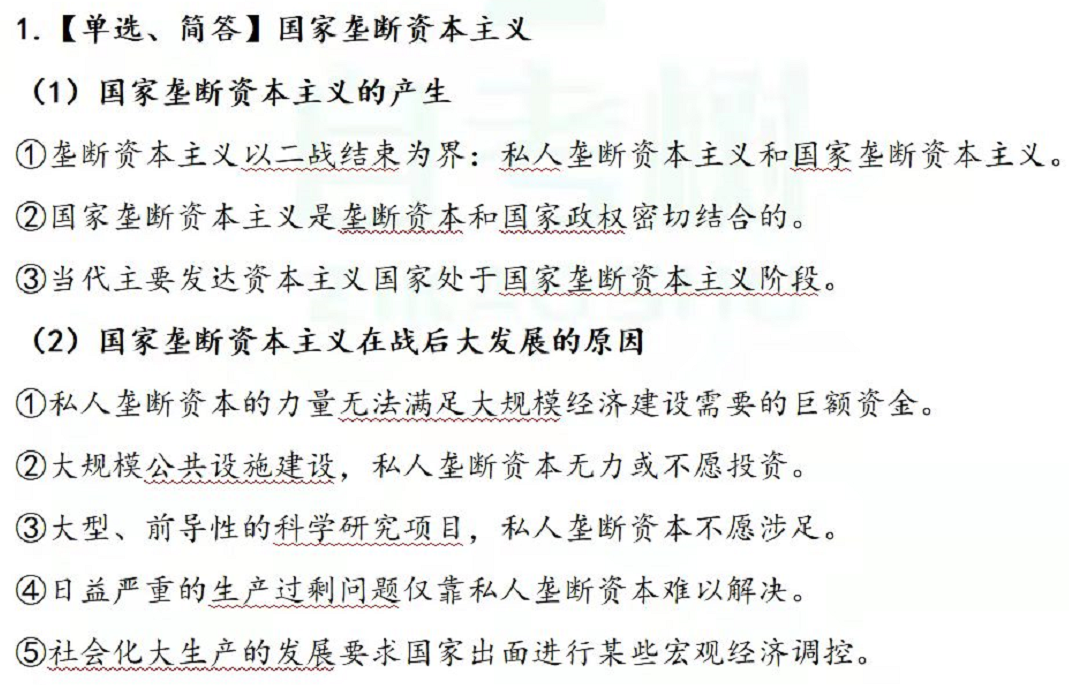 1.【单选、简答】国家垄断资本主义
（1）国家垄断资本主义的产生
①垄断资本主义以二战结束为界：私人垄断资本主义和国家垄断资本主义。
②国家垄断资本主义是垄断资本和国家政权密切结合的。
③当代主要发达资本主义国家处于国家垄断资本主义阶段。
（2）国家垄断资本主义在战后大发展的原因
①私人垄断资本的力量无法满足大规模经济建设需要的巨额资金。
②大规模公共设施建设，私人垄断资本无力或不愿投资。
③大型、前导性的科学研究项目，私人垄断资本不愿涉足。
④日益严重的生产过剩问题仅靠私人垄断资本难以解决。
⑤社会化大生产的发展要求国家出面进行某些宏观经济调控。